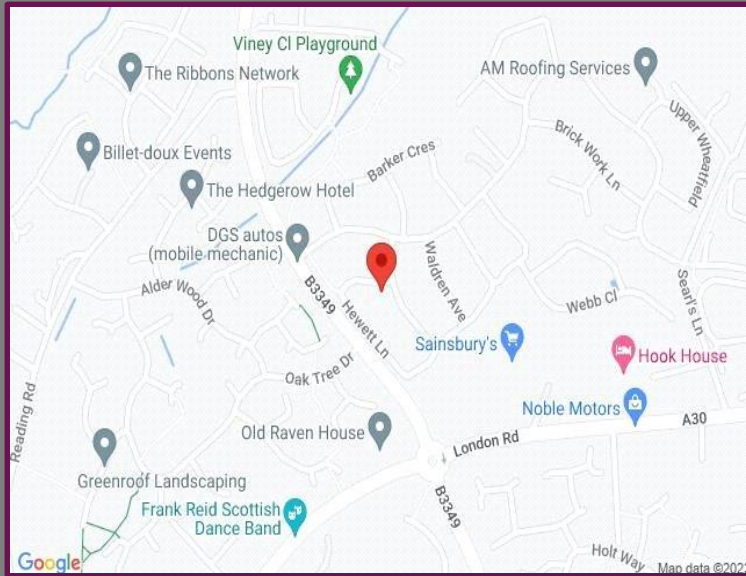 Viney Cl Playground
The Ribbons Network
AM Roofing Services
Upper Wheatfield
Brick Work Ln
Barker Cres
Billet-doux Events
The Hedgerow Hotel
DGS autos
(mobile mechanic)
Waldren Ave
Alder Wood Dr
B3349
Hewett Ln
Webb Cl
Searl's Ln
Sainsbury's
Hook House
Oak Tree Dr
Reading Rd
Noble Motors
A30
Old Raven House
London Rd
Greenroof Landscaping
B3349
Frank Reid Scottish
Dance Band
Holt Way
Google
Map data ©202